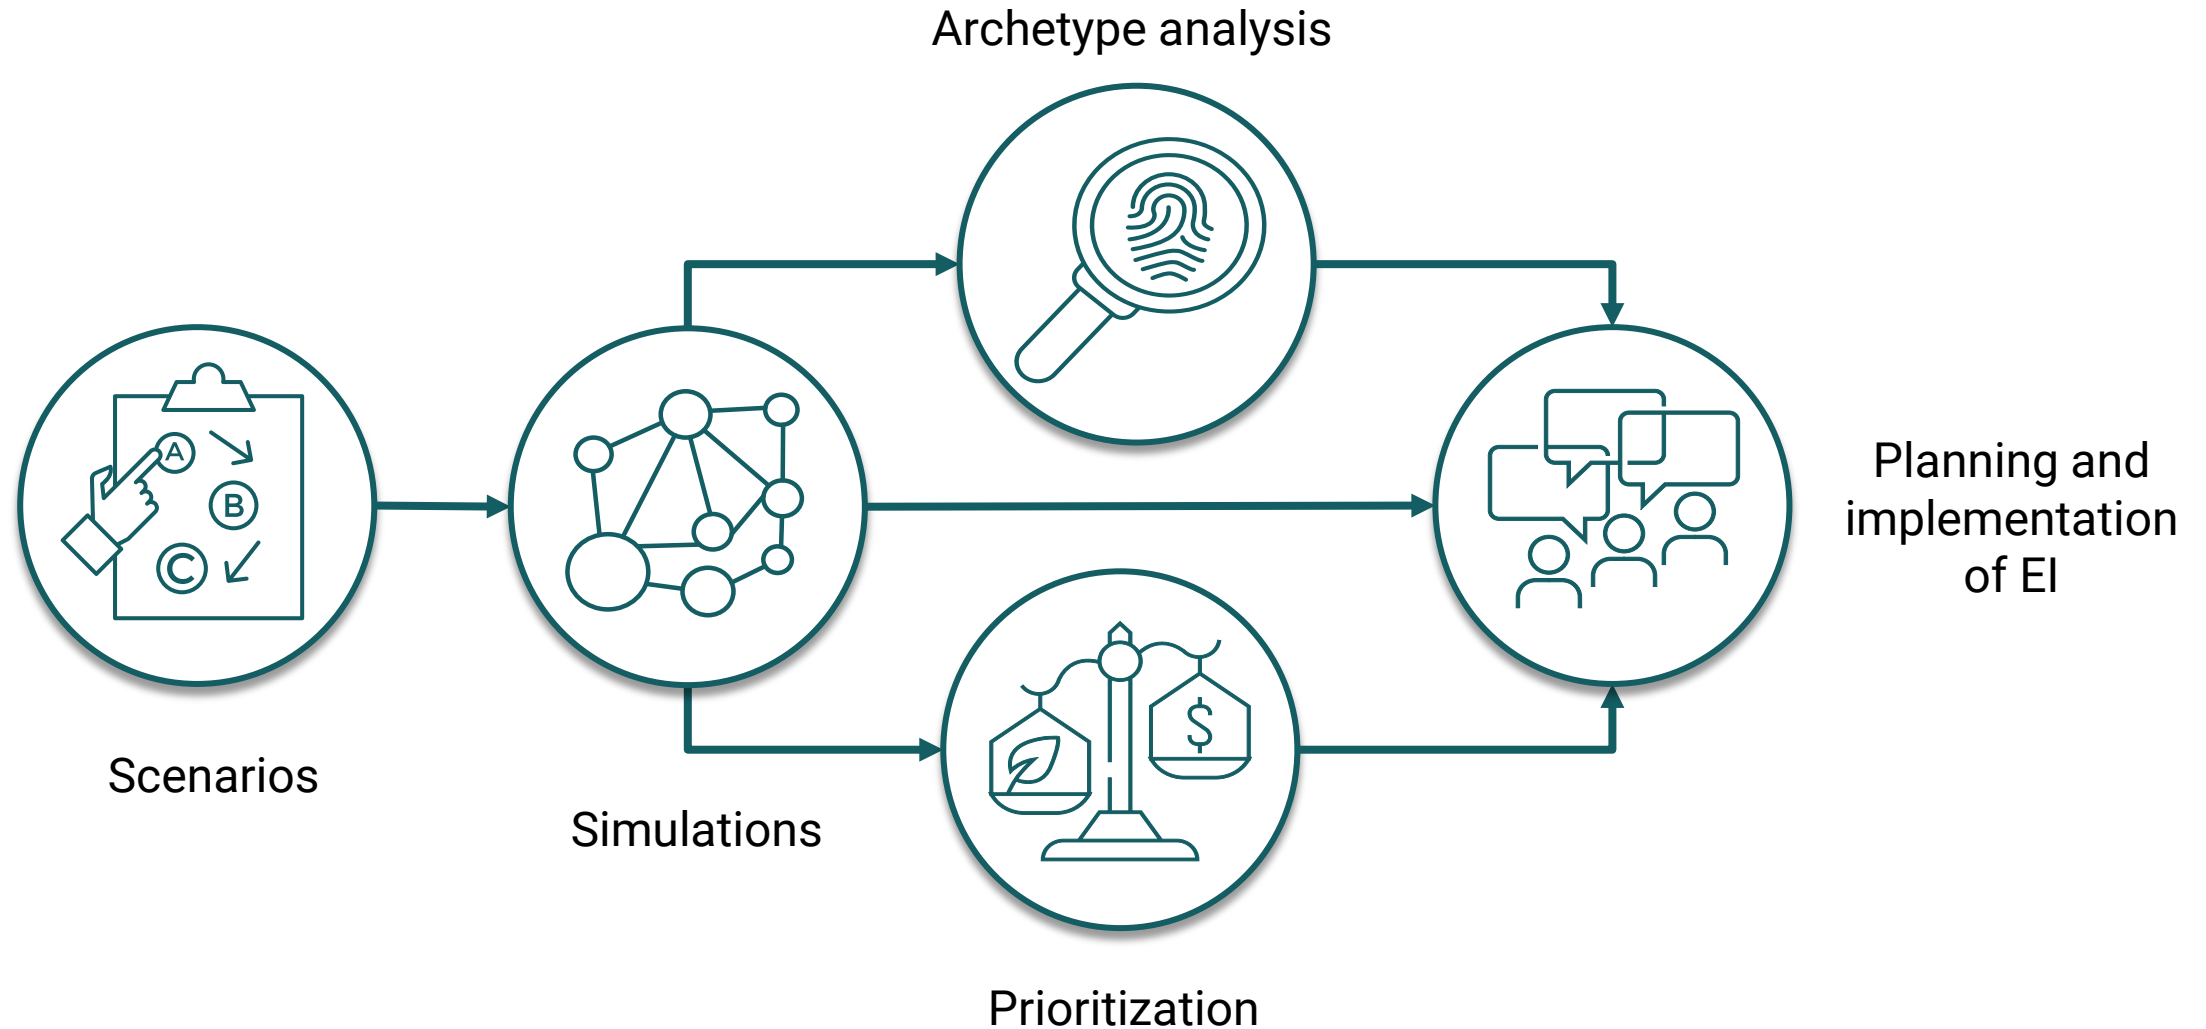 Archetype analysis
A
B
C
Scenarios
Simulations
$
Prioritization
Planning and
implementation
of EI